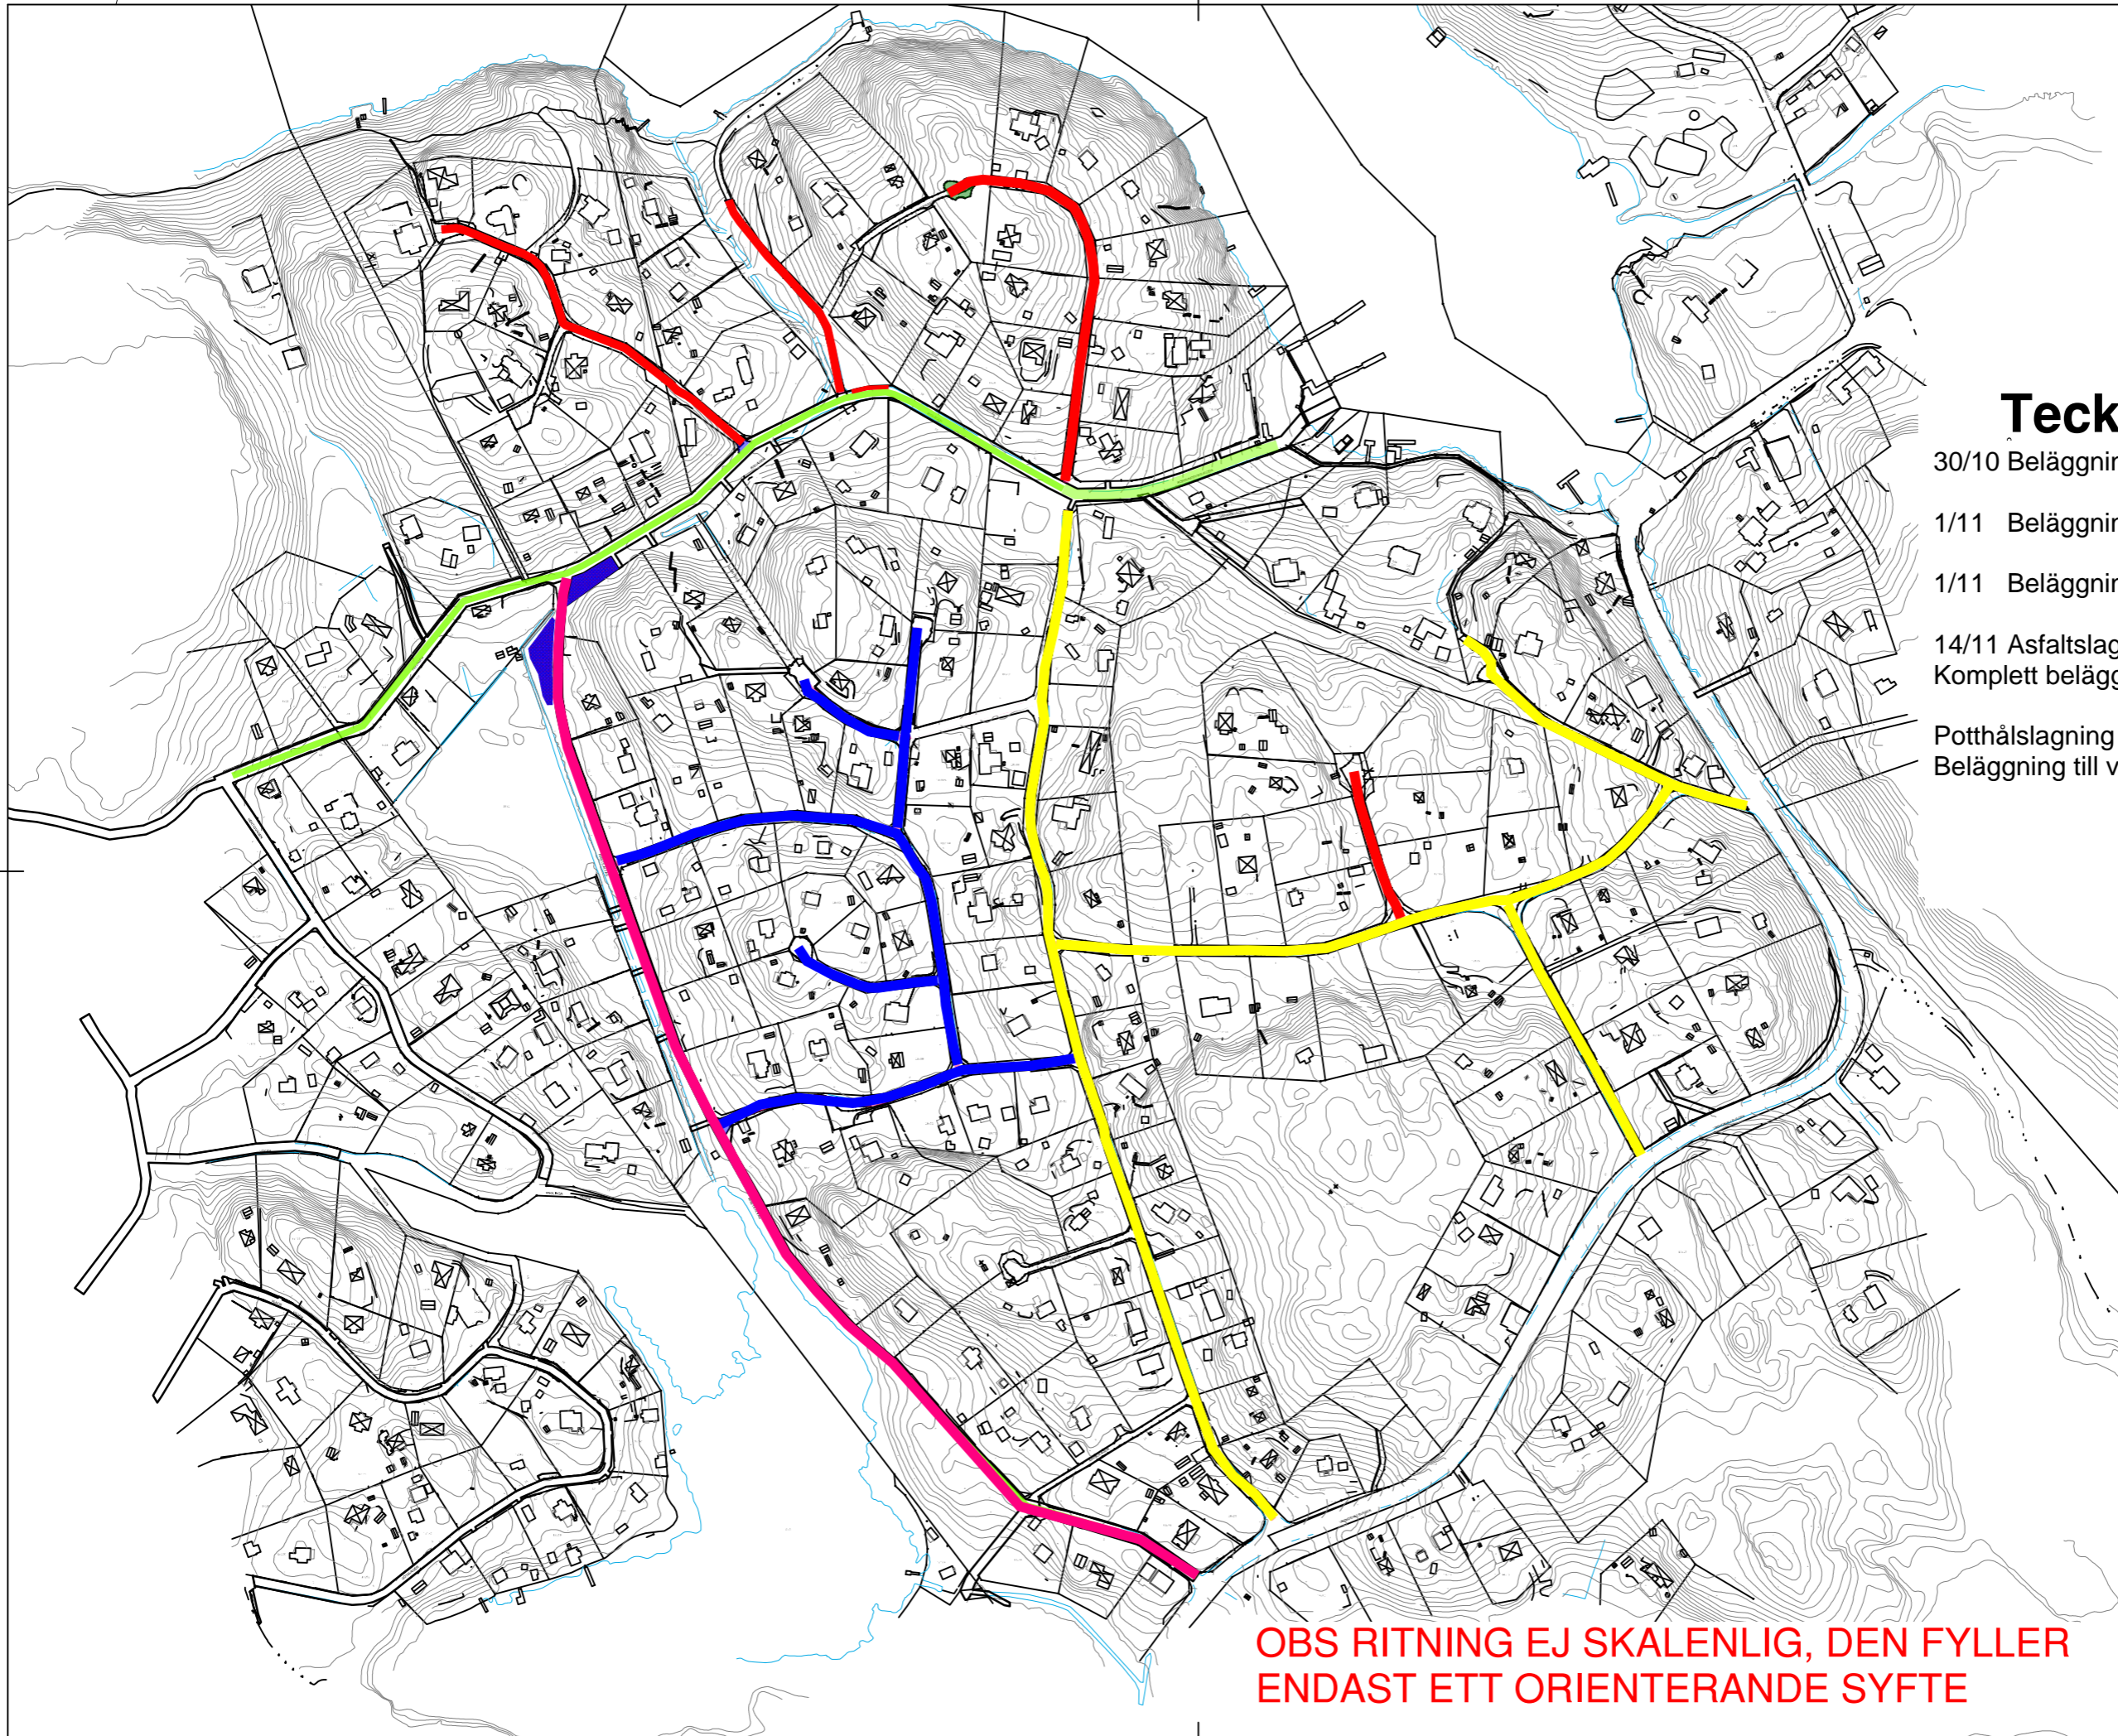 Teck
30/10 Beläggnin
1/11 Beläggnin
1/11 Beläggnin
14/11 Asfaltslag
Komplett belägg
Potthålslagning
Beläggning till v
OBS RITNING EJ SKALENLIG, DEN FYLLER
ENDAST ETT ORIENTERANDE SYFTE